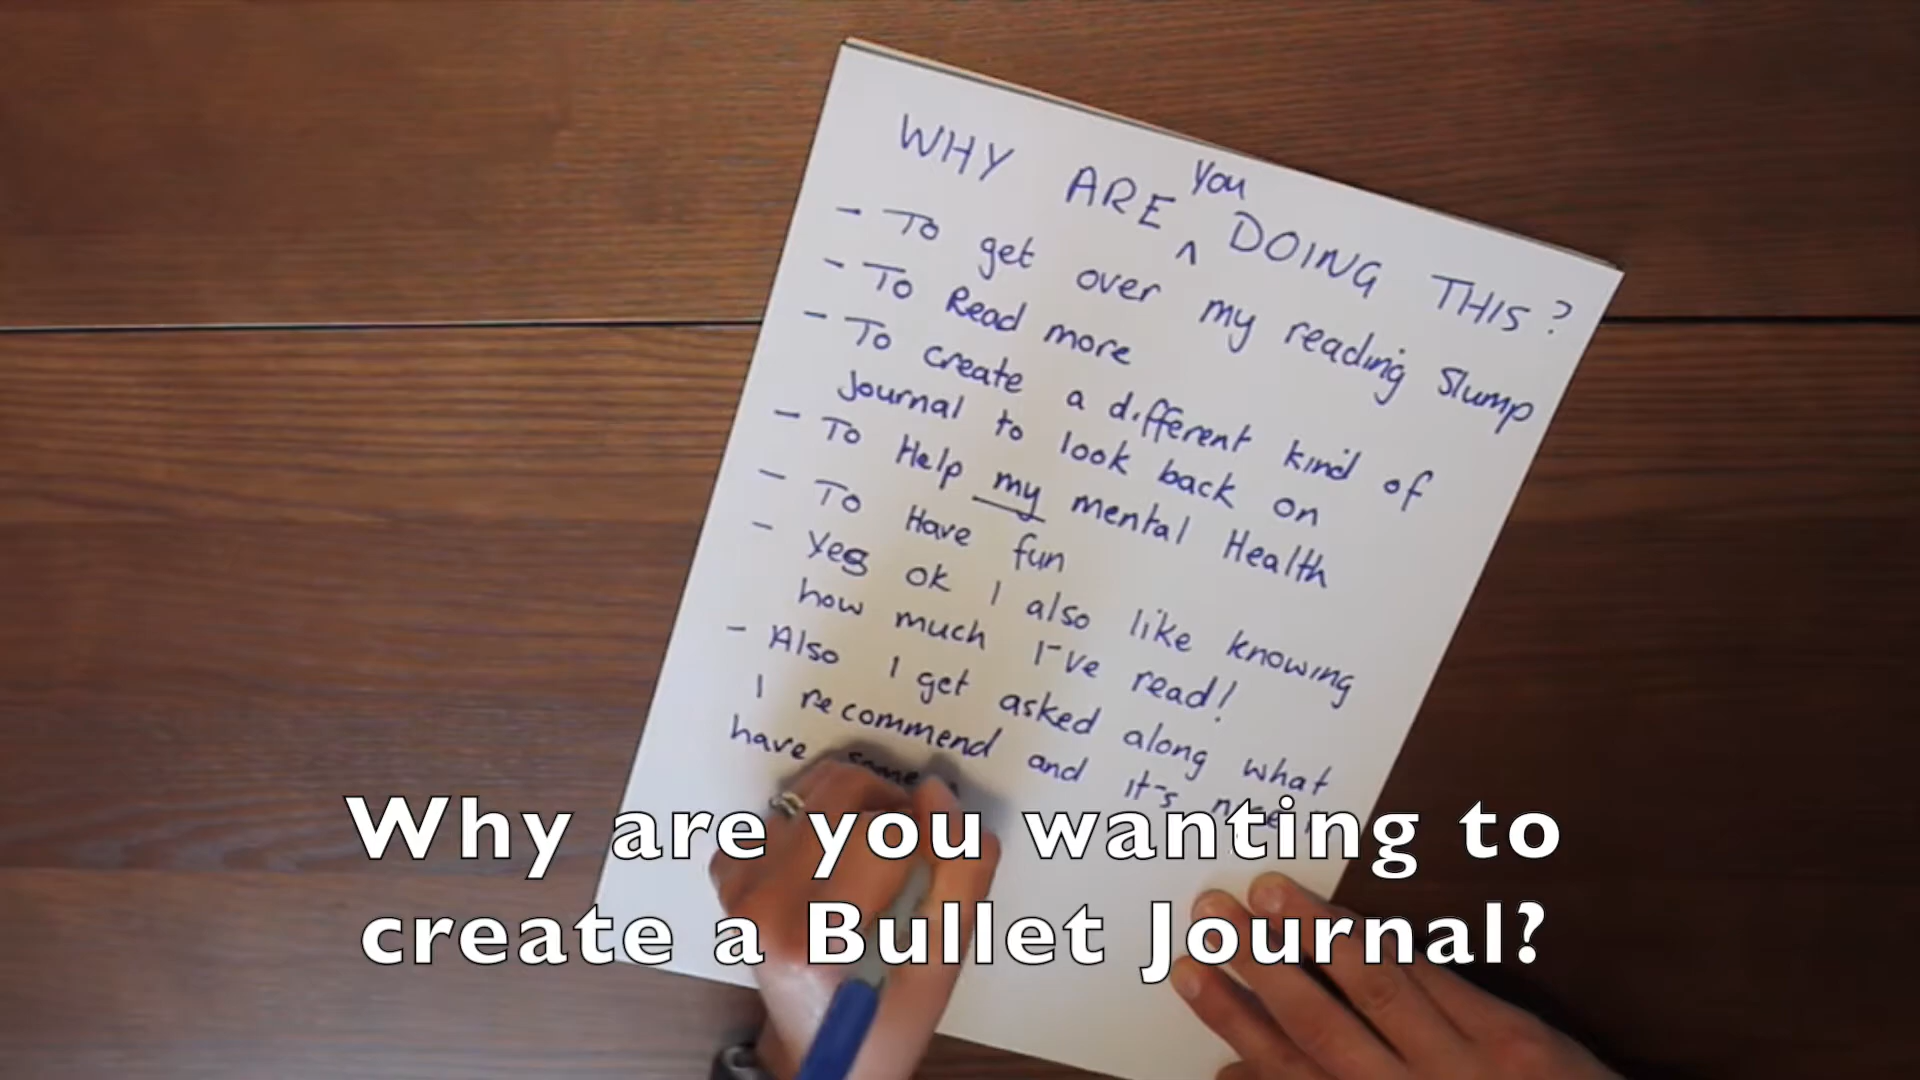 WHY ARE you DOING THIS?
- To get over my reading Slump
- To Read more
- To create a different kind of
Journal to look back on
- To Help my mental Health
- To Have fun
- Yes ok I also like knowing
how much I've read!
- Also I get asked along what
I recommend and it's
have some
Why are you wanting to
create a Bullet Journal?